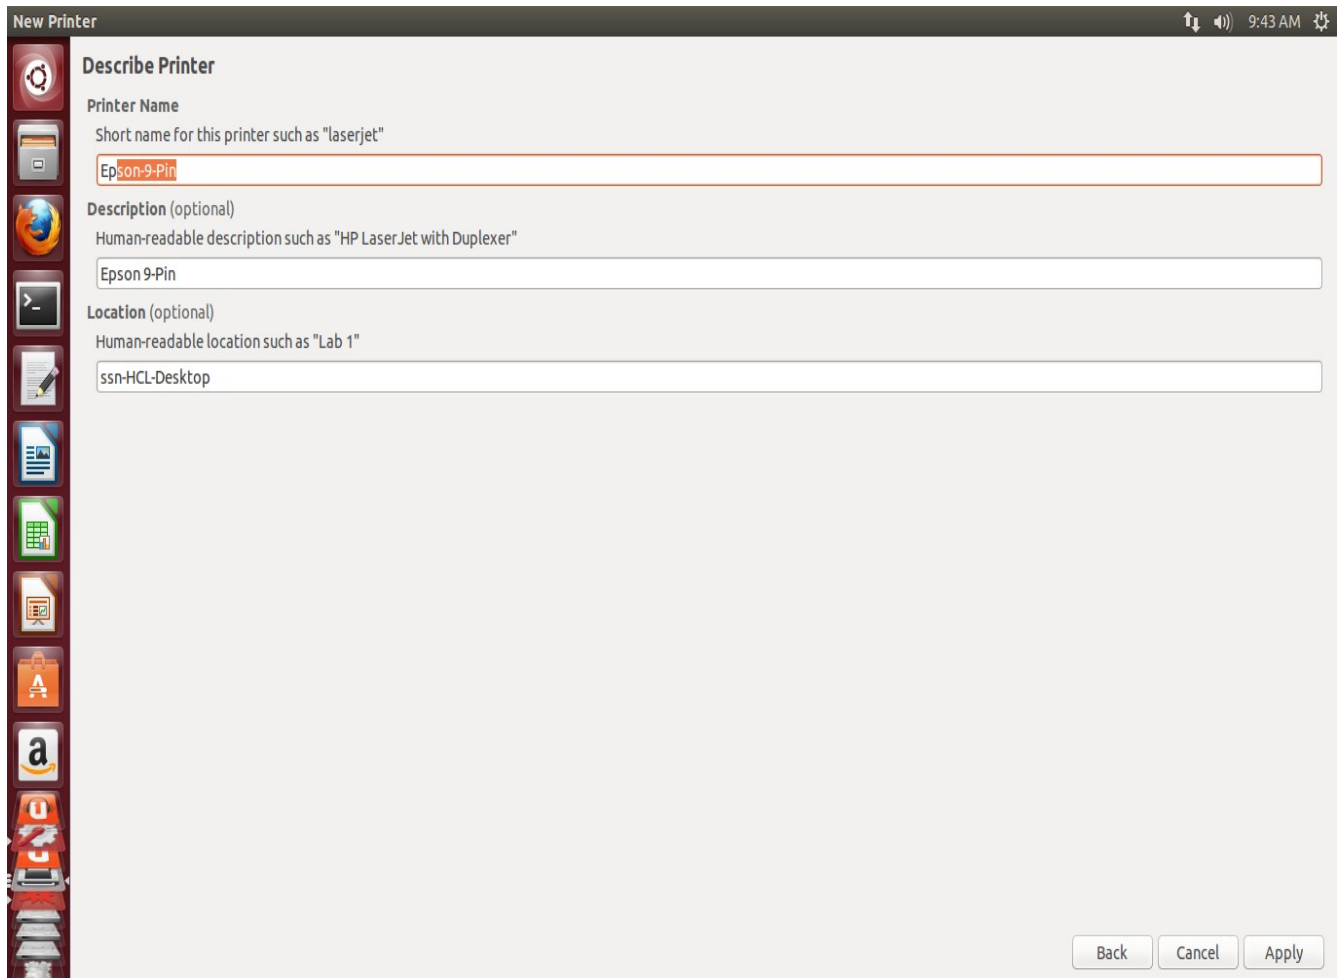 New Printer
9:43 AM
Describe Printer
Printer Name
Short name for this printer such as "laserjet"
Epson-9-Pin
Description (optional)
Human-readable description such as "HP LaserJet with Duplexer"
Epson 9-Pin
Location (optional)
Human-readable location such as "Lab 1"
ssn-HCL-Desktop
Back Cancel Apply